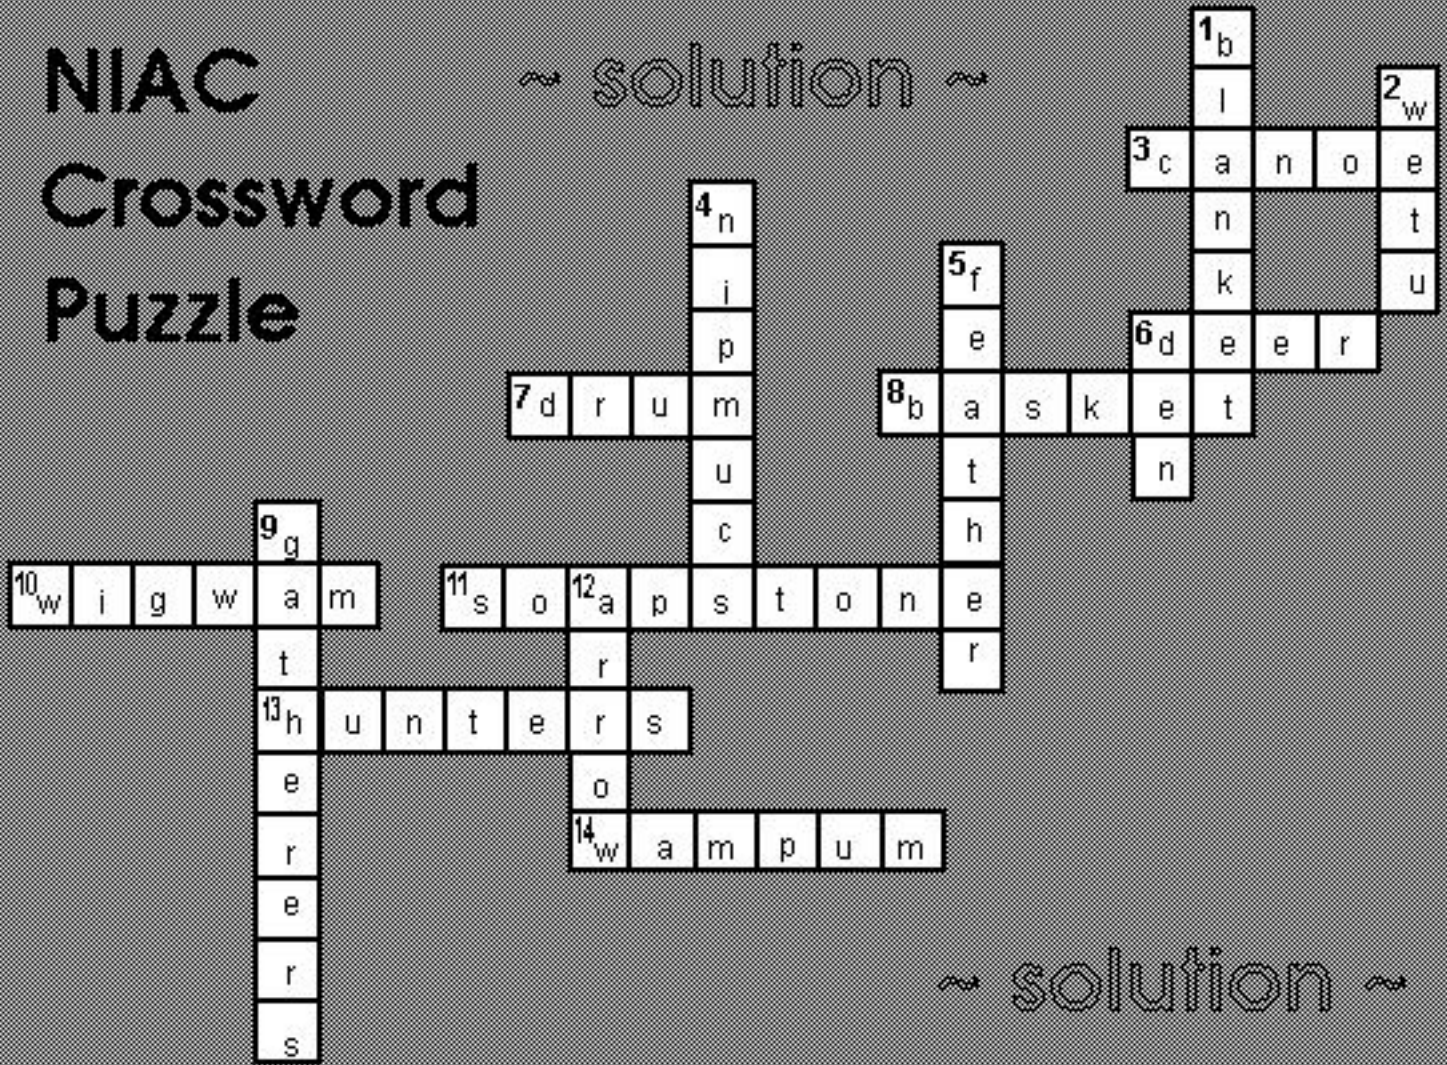 NIAC
Crossword
Puzzle
~ solution ~
1 b
l 2 w
3 c a n o e
4 n n t
i 5 f k u
p e 6 d e e r
7 d r u m 8 b a s k e t
u t n
9 g c h
10 w i g w a m 11 s o 12 a p s t o n e
t r r
13 h u n t e r s
e o
r 14 w a m p u m
e
r
s
~ solution ~